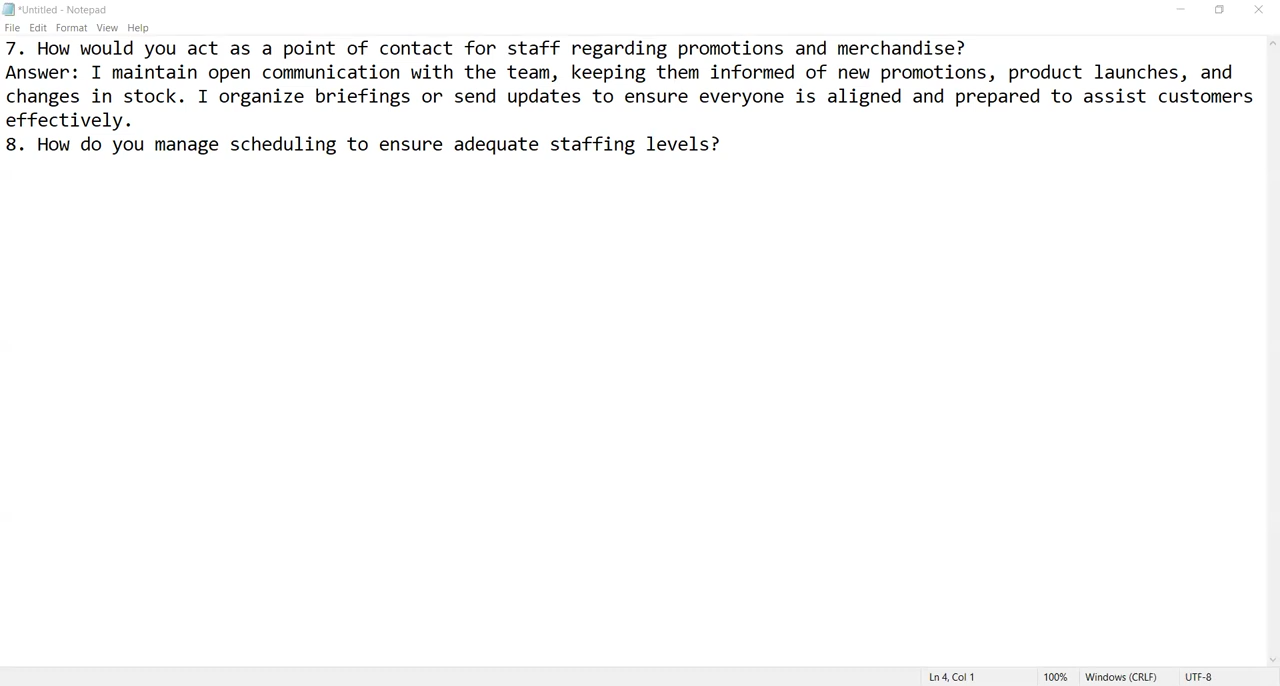 *Untitled - Notepad
File Edit Format View Help
7. How would you act as a point of contact for staff regarding promotions and merchandise?
Answer: I maintain open communication with the team, keeping them informed of new promotions, product launches, and
changes in stock. I organize briefings or send updates to ensure everyone is aligned and prepared to assist customers
effectively.
8. How do you manage scheduling to ensure adequate staffing levels?
Ln 4, Col 1 100% Windows (CRLF) UTF-8